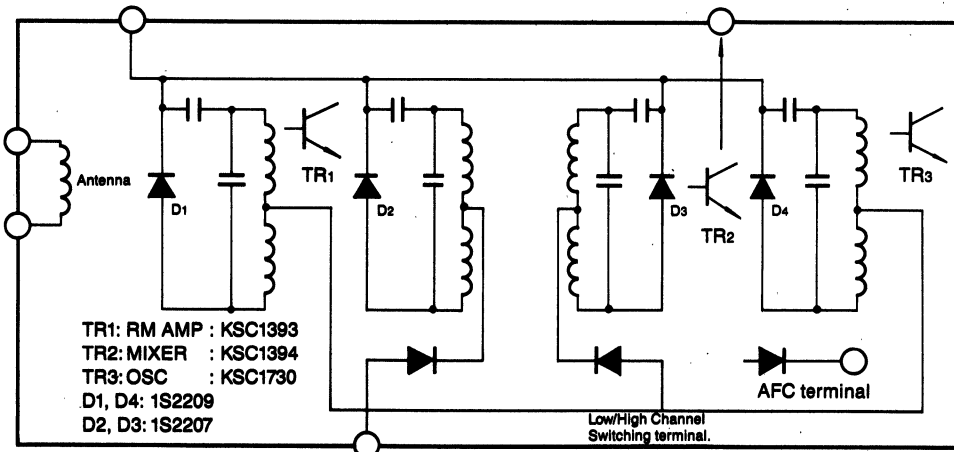 Antenna
D1
TR1
D2
D3
TR2
D4
TR3
TR1: RM AMP : KSC1393
TR2: MIXER : KSC1394
TR3: OSC : KSC1730
D1, D4: 1S2209
D2, D3: 1S2207
AFC terminal
Low/High Channel
Switching terminal.